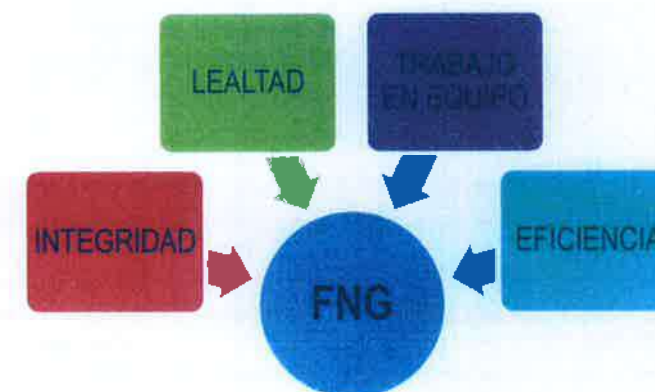 LEALTAD
TRABAJO
EN EQUIPO
INTEGRIDAD
EFICIENCIA
FNG